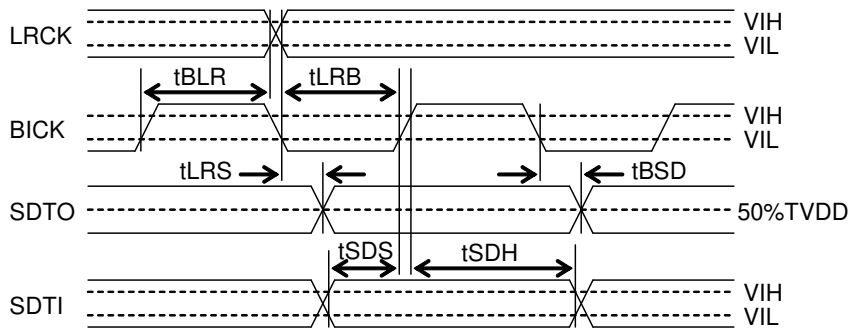 LRCK
VIH
VIL
tBLR
tLRB
BICK
VIH
VIL
tLRS
tBSD
SDTO
50%TVDD
tSDS
tSDH
SDTI
VIH
VIL